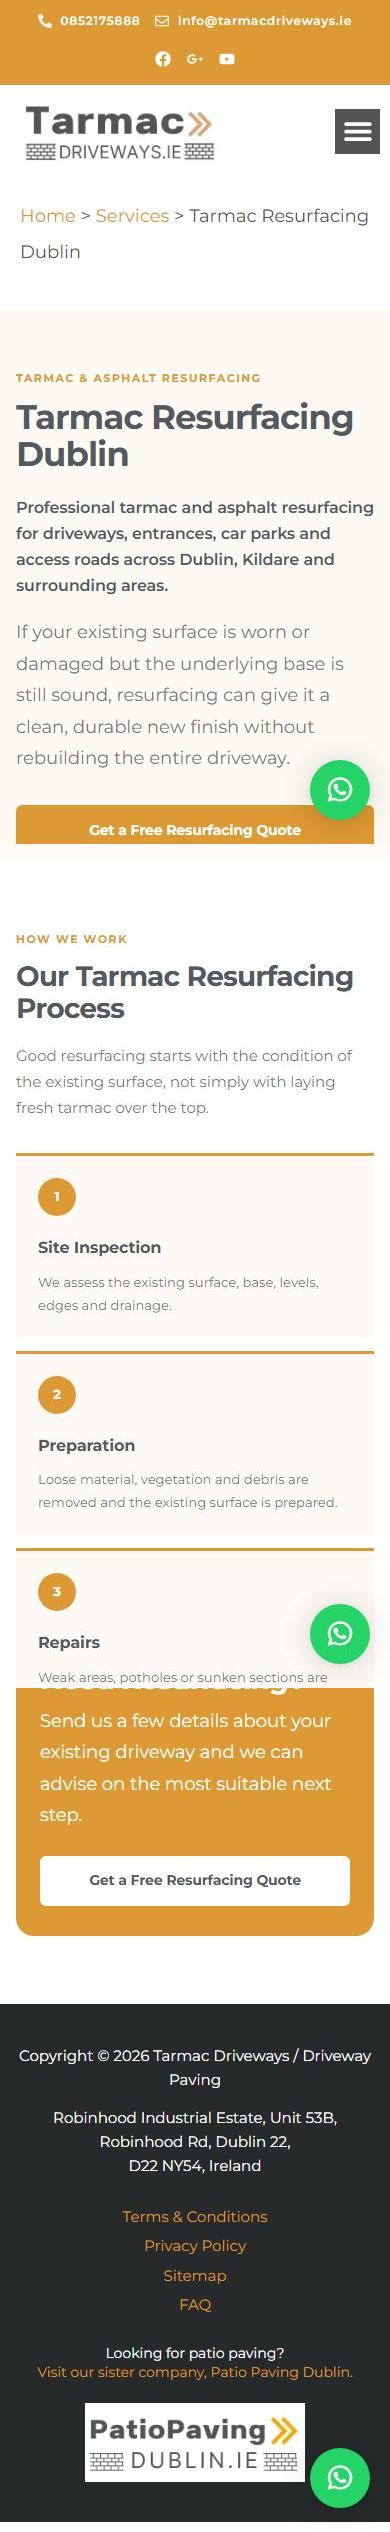 0852175888 info@tarmacdriveways.ie
Tarmac
DRIVEWAYS.IE
Home > Services > Tarmac Resurfacing
Dublin
TARMAC & ASPHALT RESURFACING
Tarmac Resurfacing
Dublin
Professional tarmac and asphalt resurfacing
for driveways, entrances, car parks and
access roads across Dublin, Kildare and
surrounding areas.
If your existing surface is worn or
damaged but the underlying base is
still sound, resurfacing can give it a
clean, durable new finish without
rebuilding the entire driveway.
Get a Free Resurfacing Quote
HOW WE WORK
Our Tarmac Resurfacing
Process
Good resurfacing starts with the condition of
the existing surface, not simply with laying
fresh tarmac over the top.
1
Site Inspection
We assess the existing surface, base, levels,
edges and drainage.
2
Preparation
Loose material, vegetation and debris are
removed and the existing surface is prepared.
3
Repairs
Weak areas, potholes or sunken sections are
Send us a few details about your
existing driveway and we can
advise on the most suitable next
step.
Get a Free Resurfacing Quote
Copyright © 2026 Tarmac Driveways / Driveway
Paving
Robinhood Industrial Estate, Unit 53B,
Robinhood Rd, Dublin 22,
D22 NY54, Ireland
Terms & Conditions
Privacy Policy
Sitemap
FAQ
Looking for patio paving?
Visit our sister company, Patio Paving Dublin.
PatioPaving
DUBLIN.IE